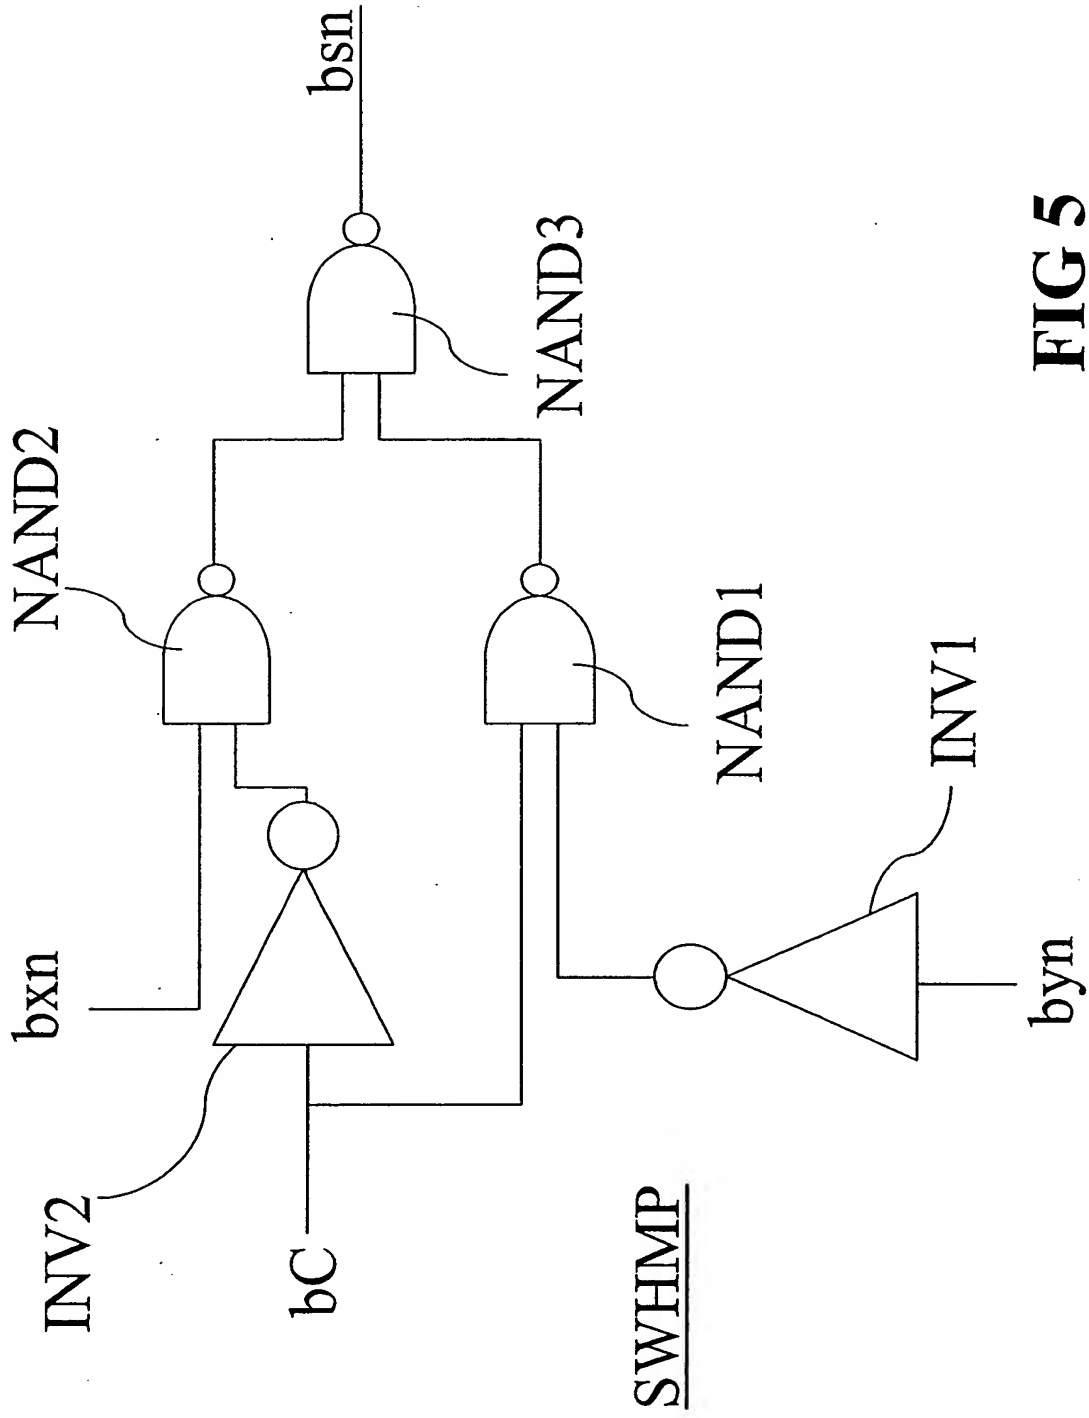 bxn
NAND2
INV2
bC
bsn
NAND3
NAND1
INV1
byn
SWHMP
FIG 5